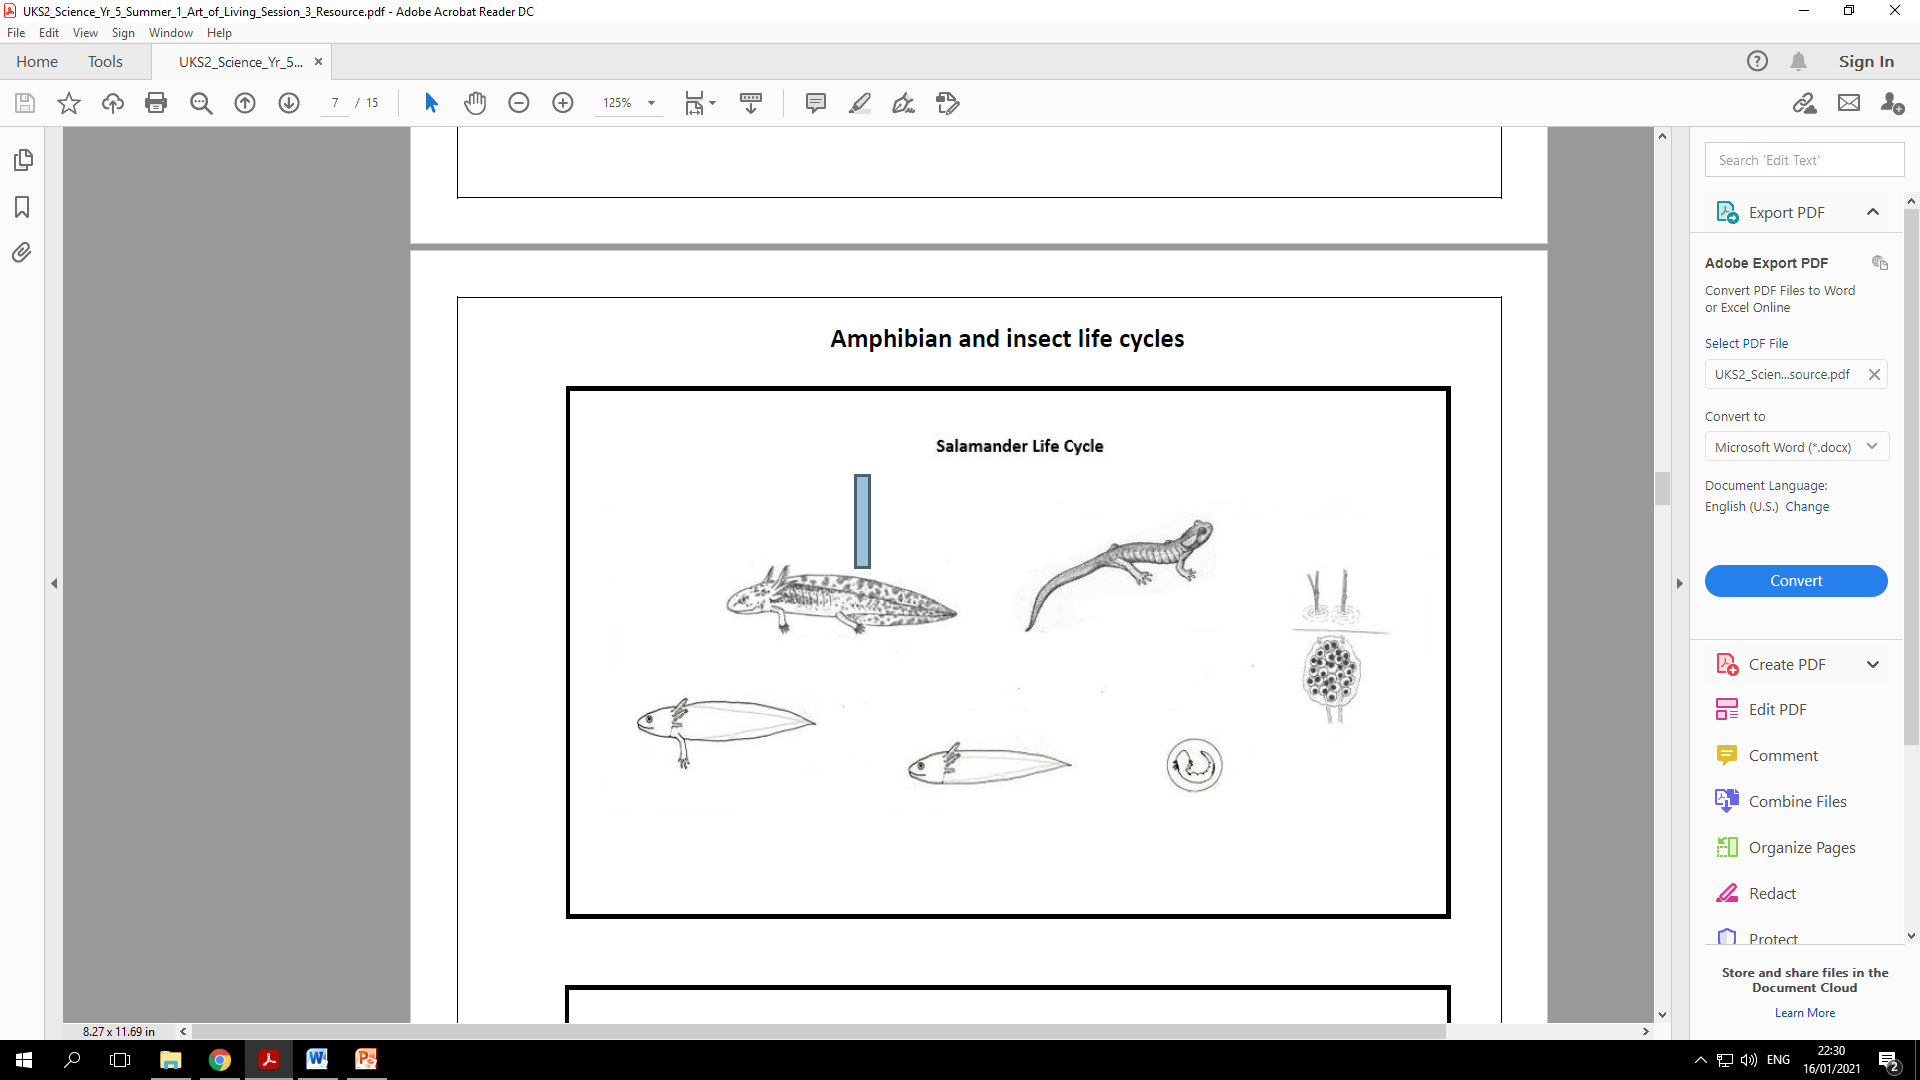 UKS2_Science_Yr_5_Summer_1_Art_of_Living_Session_3_Resource.pdf - Adobe Acrobat Reader DC
File Edit View Sign Window Help
Home Tools UKS2_Science_Yr_5... × Sign In
7 / 15 125%
Search 'Edit Text'
Export PDF
Adobe Export PDF
Convert PDF Files to Word
or Excel Online
Select PDF File
UKS2_Scien...source.pdf
Convert to
Microsoft Word (*.docx)
Document Language:
English (U.S.) Change
Convert
Create PDF
Edit PDF
Comment
Combine Files
Organize Pages
Redact
Protect
Store and share files in the
Document Cloud
Learn More
Amphibian and insect life cycles
Salamander Life Cycle
8.27 x 11.69 in
ENG
22:30
16/01/2021
2